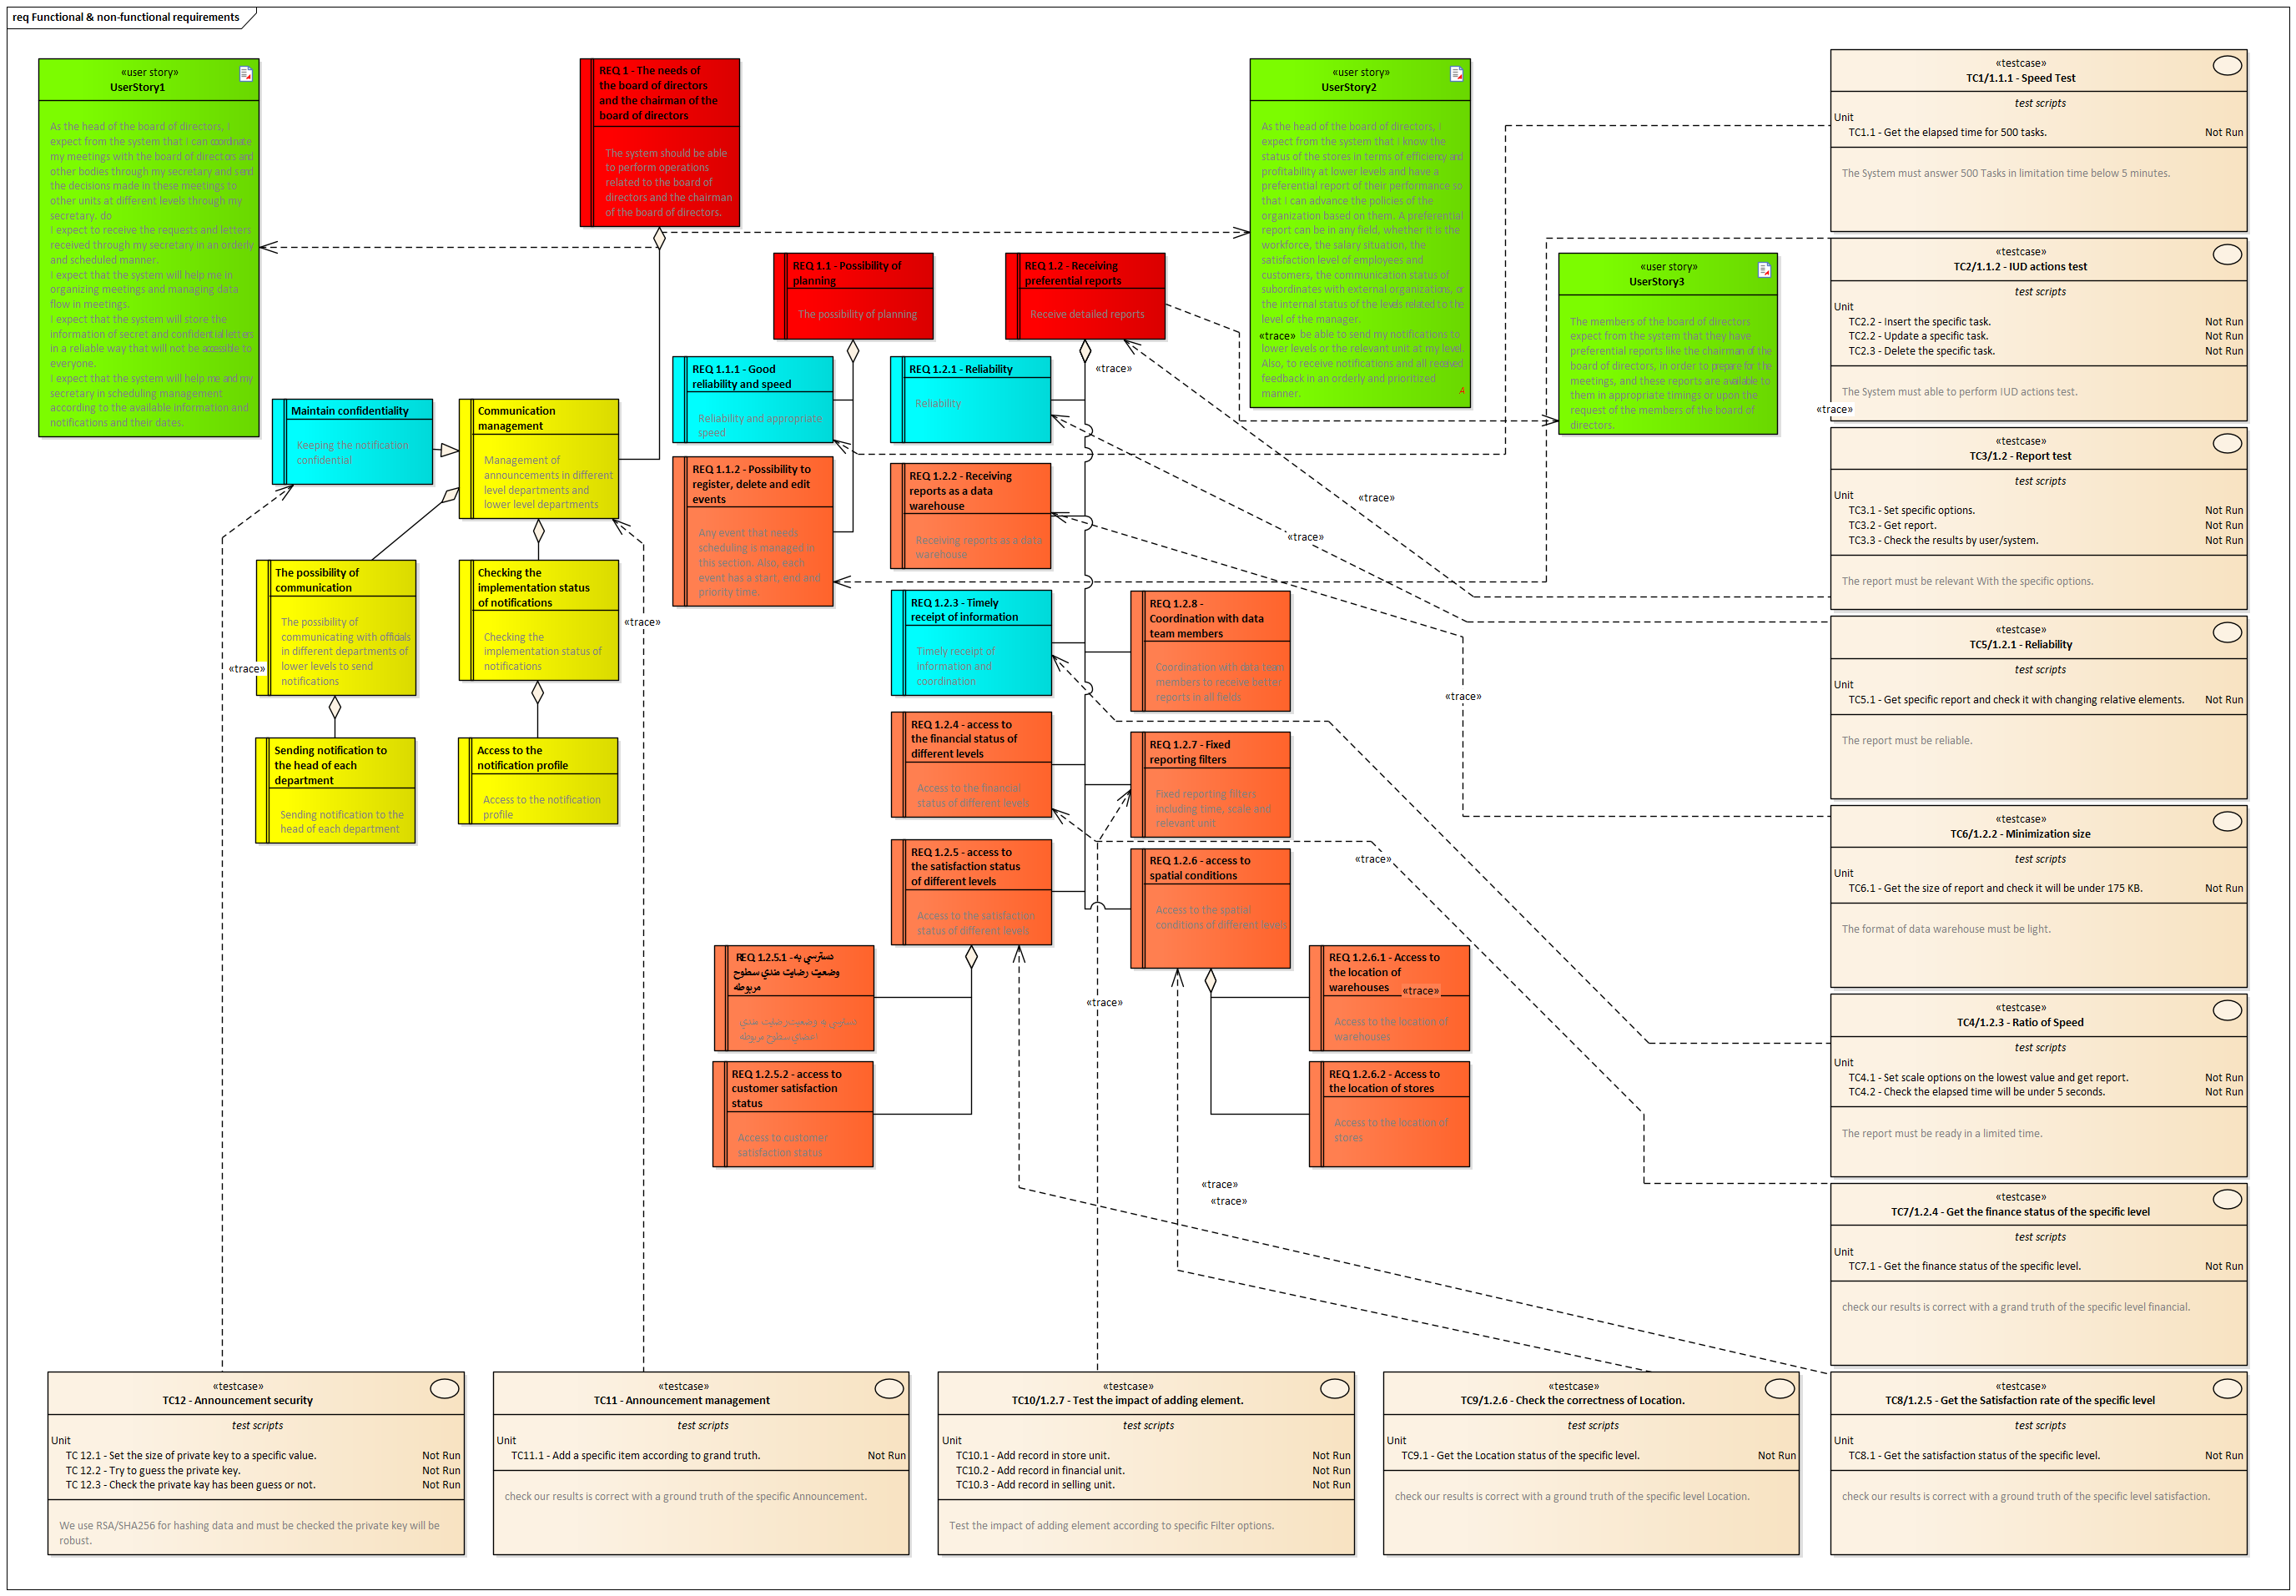 req Functional & non-functional requirements
«user story»
UserStory1
As the head of the board of directors, I
expect from the system that I can coordinate
my meetings with the board of directors and
other bodies through my secretary and send
the decisions made in these meetings to
other units at different levels through my
secretary. do
I expect to receive the requests and letters
received through my secretary in an orderly
and scheduled manner.
I expect that the system will help me in
organizing meetings and managing data
flow in meetings.
I expect that the system will store the
information of secret and confidential letters
in a reliable way that will not be accessible to
everyone.
I expect that the system will help me and my
secretary in scheduling management
according to the available information and
notifications and their dates.
REQ 1 - The needs of
the board of directors
and the chairman of the
board of directors
The system should be able
to perform operations
related to the board of
directors and the chairman
of the board of directors.
«user story»
UserStory2
As the head of the board of directors, I
expect from the system that I know the
status of the stores in terms of efficiency and
profitability at lower levels and have a
preferential report of their performance so
that I can advance the policies of the
organization based on them. A preferential
report can be in any field, whether it is the
workforce, the salary situation, the
satisfaction level of employees and
customers, the communication status of
subordinates with external organizations, or
the internal status of the levels related to the
level of the manager.
«trace» be able to send my notifications to
lower levels or the relevant unit at my level.
Also, to receive notifications and all received
feedback in an orderly and prioritized
manner.
A
«user story»
UserStory3
The members of the board of directors
expect from the system that they have
preferential reports like the chairman of the
board of directors, in order to prepare for the
meetings, and these reports are available to
them in appropriate timings or upon the
request of the members of the board of
directors.
REQ 1.1 - Possibility of
planning
The possibility of planning
REQ 1.2 - Receiving
preferential reports
Receive detailed reports
REQ 1.1.1 - Good
reliability and speed
Reliability and appropriate
speed
REQ 1.2.1 - Reliability
Reliability
«trace»
REQ 1.1.2 - Possibility to
register, delete and edit
events
Any event that needs
scheduling is managed in
this section. Also, each
event has a start, end and
priority time.
REQ 1.2.2 - Receiving
reports as a data
warehouse
Receiving reports as a data
warehouse
«trace»
«trace»
«trace»
Maintain confidentiality
Keeping the notification
confidential
Communication
management
Management of
announcements in different
level departments and
lower level departments
The possibility of
communication
The possibility of
communicating with officials
in different departments of
lower levels to send
notifications
Checking the
implementation status
of notifications
Checking the
implementation status of
notifications
«trace»
«trace»
Sending notification to
the head of each
department
Sending notification to the
head of each department
Access to the
notification profile
Access to the notification
profile
REQ 1.2.3 - Timely
receipt of information
Timely receipt of
information and
coordination
REQ 1.2.8 -
Coordination with data
team members
Coordination with data team
members to receive better
reports in all fields
«trace»
REQ 1.2.4 - access to
the financial status of
different levels
Access to the financial
status of different levels
REQ 1.2.7 - Fixed
reporting filters
Fixed reporting filters
including time, scale and
relevant unit
«trace»
REQ 1.2.5 - access to
the satisfaction status
of different levels
Access to the satisfaction
status of different levels
REQ 1.2.6 - access to
spatial conditions
Access to the spatial
conditions of different levels
REQ 1.2.5.1 - دسترسي به
وضعيت رضايت مندي سطوح
مربوطه
دسترسي به وضعيت رضايت مندي
اعضاي سطوح مربوطه
REQ 1.2.5.2 - access to
customer satisfaction
status
Access to customer
satisfaction status
«trace»
REQ 1.2.6.1 - Access to
the location of
warehouses
«trace»
Access to the location of
warehouses
REQ 1.2.6.2 - Access to
the location of stores
Access to the location of
stores
«trace»
«trace»
«testcase»
TC1/1.1.1 - Speed Test
test scripts
Unit
TC1.1 - Get the elapsed time for 500 tasks. Not Run
The System must answer 500 Tasks in limitation time below 5 minutes.
«testcase»
TC2/1.1.2 - IUD actions test
test scripts
Unit
TC2.2 - Insert the specific task. Not Run
TC2.2 - Update a specific task. Not Run
TC2.3 - Delete the specific task. Not Run
The System must able to perform IUD actions test.
«testcase»
TC3/1.2 - Report test
test scripts
Unit
TC3.1 - Set specific options. Not Run
TC3.2 - Get report. Not Run
TC3.3 - Check the results by user/system. Not Run
The report must be relevant With the specific options.
«testcase»
TC5/1.2.1 - Reliability
test scripts
Unit
TC5.1 - Get specific report and check it with changing relative elements. Not Run
The report must be reliable.
«testcase»
TC6/1.2.2 - Minimization size
test scripts
Unit
TC6.1 - Get the size of report and check it will be under 175 KB. Not Run
The format of data warehouse must be light.
«testcase»
TC4/1.2.3 - Ratio of Speed
test scripts
Unit
TC4.1 - Set scale options on the lowest value and get report. Not Run
TC4.2 - Check the elapsed time will be under 5 seconds. Not Run
The report must be ready in a limited time.
«testcase»
TC7/1.2.4 - Get the finance status of the specific level
test scripts
Unit
TC7.1 - Get the finance status of the specific level. Not Run
check our results is correct with a grand truth of the specific level financial.
«testcase»
TC12 - Announcement security
test scripts
Unit
TC 12.1 - Set the size of private key to a specific value. Not Run
TC 12.2 - Try to guess the private key. Not Run
TC 12.3 - Check the private kay has been guess or not. Not Run
We use RSA/SHA256 for hashing data and must be checked the private key will be
robust.
«testcase»
TC11 - Announcement management
test scripts
Unit
TC11.1 - Add a specific item according to grand truth. Not Run
check our results is correct with a ground truth of the specific Announcement.
«testcase»
TC10/1.2.7 - Test the impact of adding element.
test scripts
Unit
TC10.1 - Add record in store unit. Not Run
TC10.2 - Add record in financial unit. Not Run
TC10.3 - Add record in selling unit. Not Run
Test the impact of adding element according to specific Filter options.
«testcase»
TC9/1.2.6 - Check the correctness of Location.
test scripts
Unit
TC9.1 - Get the Location status of the specific level. Not Run
check our results is correct with a ground truth of the specific level Location.
«testcase»
TC8/1.2.5 - Get the Satisfaction rate of the specific level
test scripts
Unit
TC8.1 - Get the satisfaction status of the specific level. Not Run
check our results is correct with a ground truth of the specific level satisfaction.